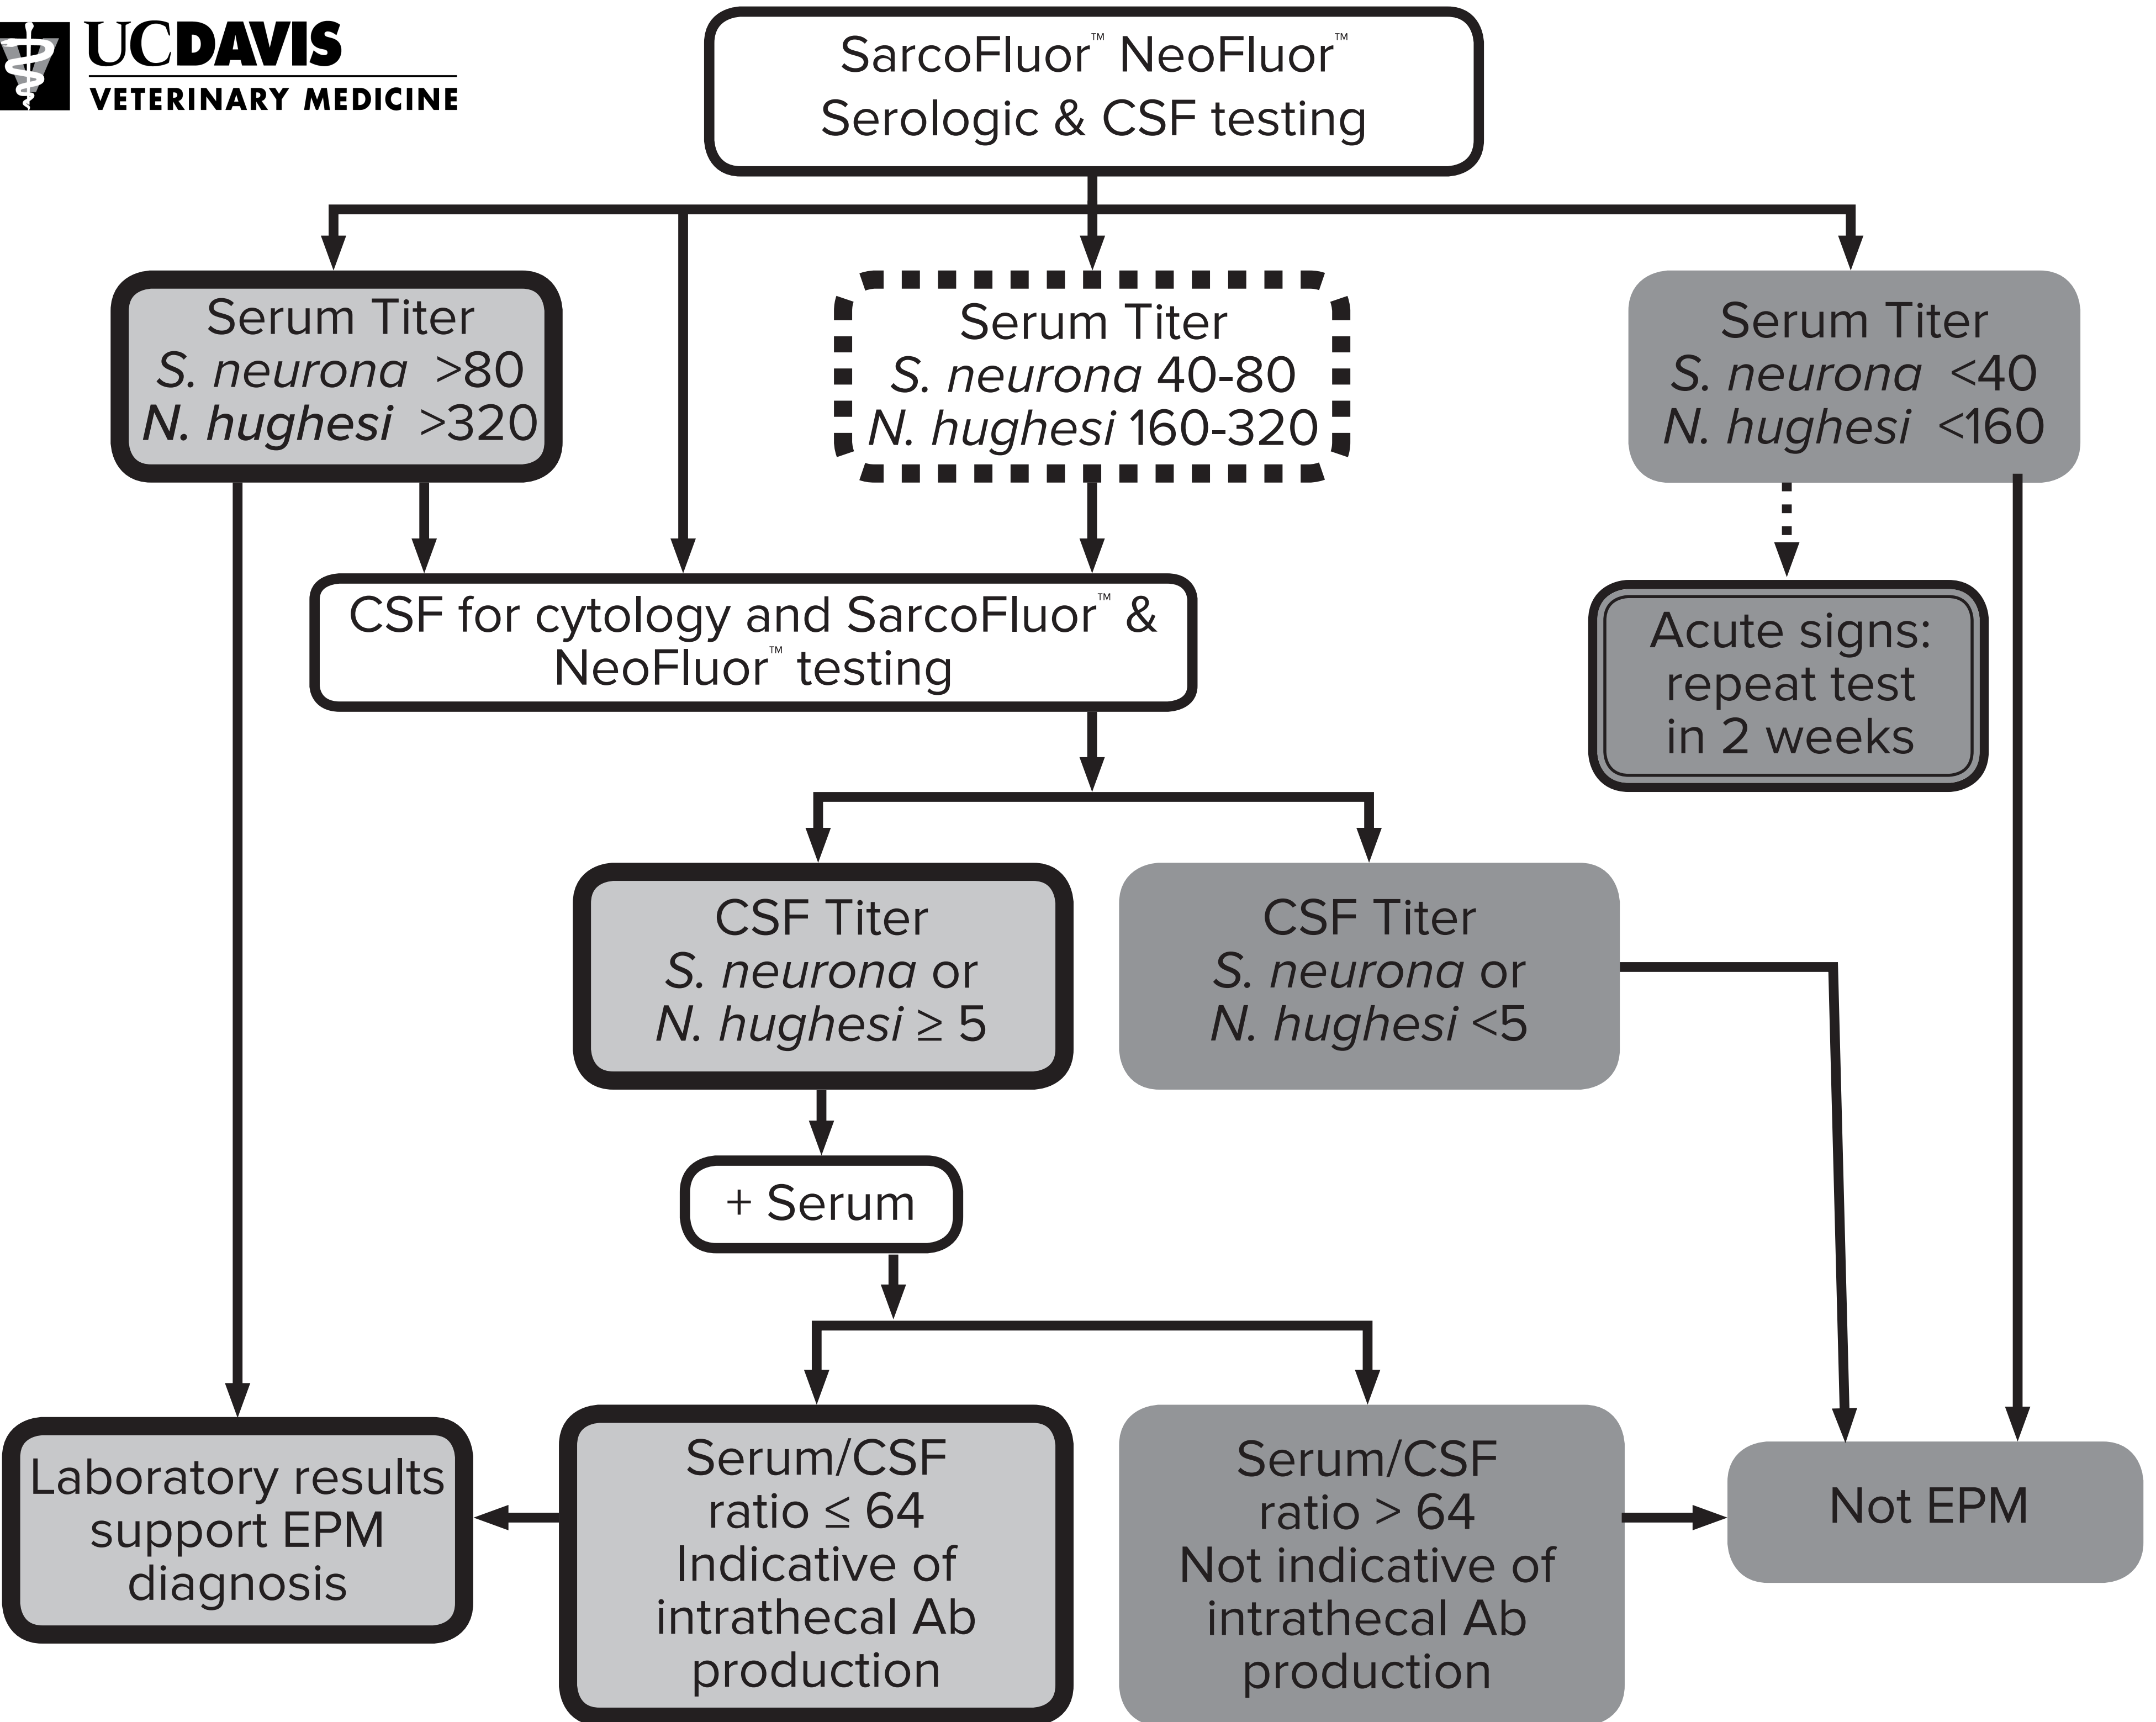 UCDAVIS
VETERINARY MEDICINE
SarcoFluor™ NeoFluor™
Serologic & CSF testing
Serum Titer
S. neurona >80
N. hughesi >320
Serum Titer
S. neurona 40-80
N. hughesi 160-320
Serum Titer
S. neurona <40
N. hughesi <160
CSF for cytology and SarcoFluor™ &
NeoFluor™ testing
Acute signs:
repeat test
in 2 weeks
CSF Titer
S. neurona or
N. hughesi ≥ 5
CSF Titer
S. neurona or
N. hughesi <5
+ Serum
Laboratory results
support EPM
diagnosis
Serum/CSF
ratio ≤ 64
Indicative of
intrathecal Ab
production
Serum/CSF
ratio > 64
Not indicative of
intrathecal Ab
production
Not EPM